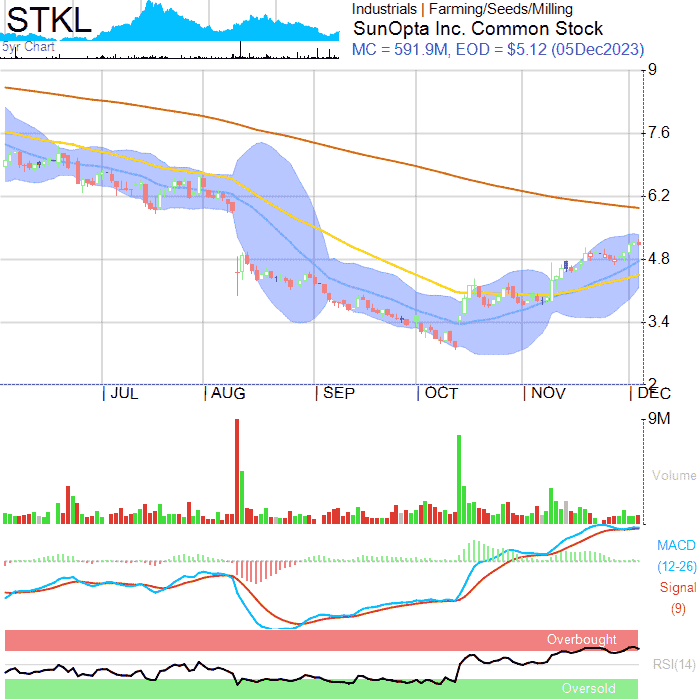 STKL
5yr Chart
Industrials | Farming/Seeds/Milling
SunOpta Inc. Common Stock
MC = 591.9M, EOD = $5.12 (05Dec2023)
9
7.6
6.2
4.8
3.4
2
JUL AUG SEP OCT NOV DEC
9M
Volume
MACD
(12-26)
Signal
(9)
Overbought
RSI(14)
Oversold